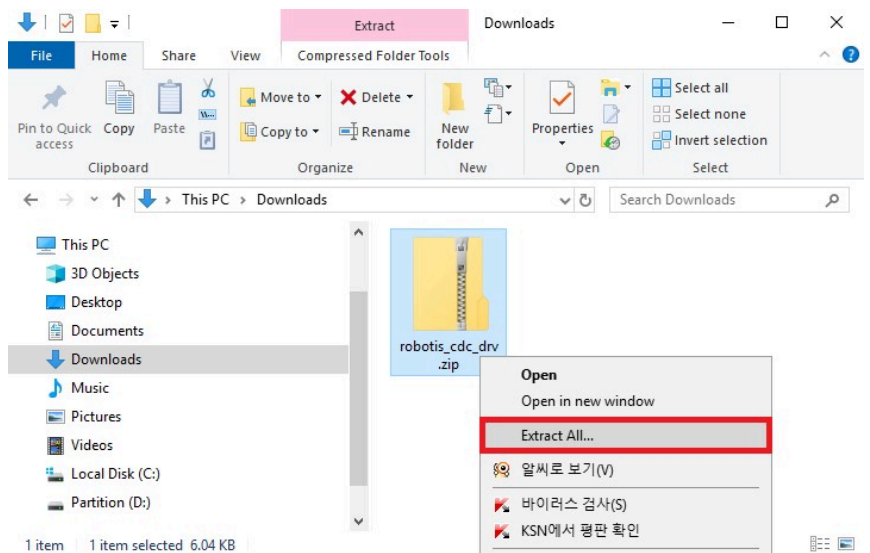 Extract
Downloads
File
Home
Share
View
Compressed Folder Tools
Pin to Quick
access
Copy
Paste
Move to
Copy to
Delete
Rename
New
folder
Properties
Select all
Select none
Invert selection
Clipboard
Organize
New
Open
Select
This PC > Downloads
Search Downloads
This PC
3D Objects
Desktop
Documents
Downloads
Music
Pictures
Videos
Local Disk (C:)
Partition (D:)
robotis_cdc_drv
.zip
Open
Open in new window
Extract All...
알씨로 보기(V)
바이러스 검사(S)
KSN에서 평판 확인
1 item
1 item selected 6.04 KB